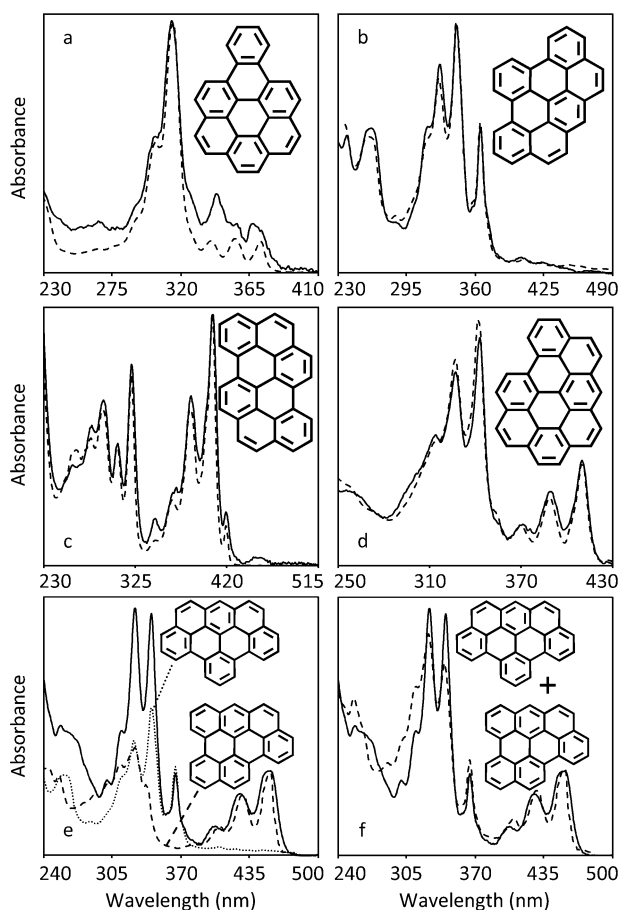 a b
Absorbance
230 275 320 365 410 230 295 360 425 490
c d
Absorbance
230 325 420 515 250 310 370 430
+
e f
Absorbance
240 305 370 435 500 240 305 370 435 500
Wavelength (nm) Wavelength (nm)